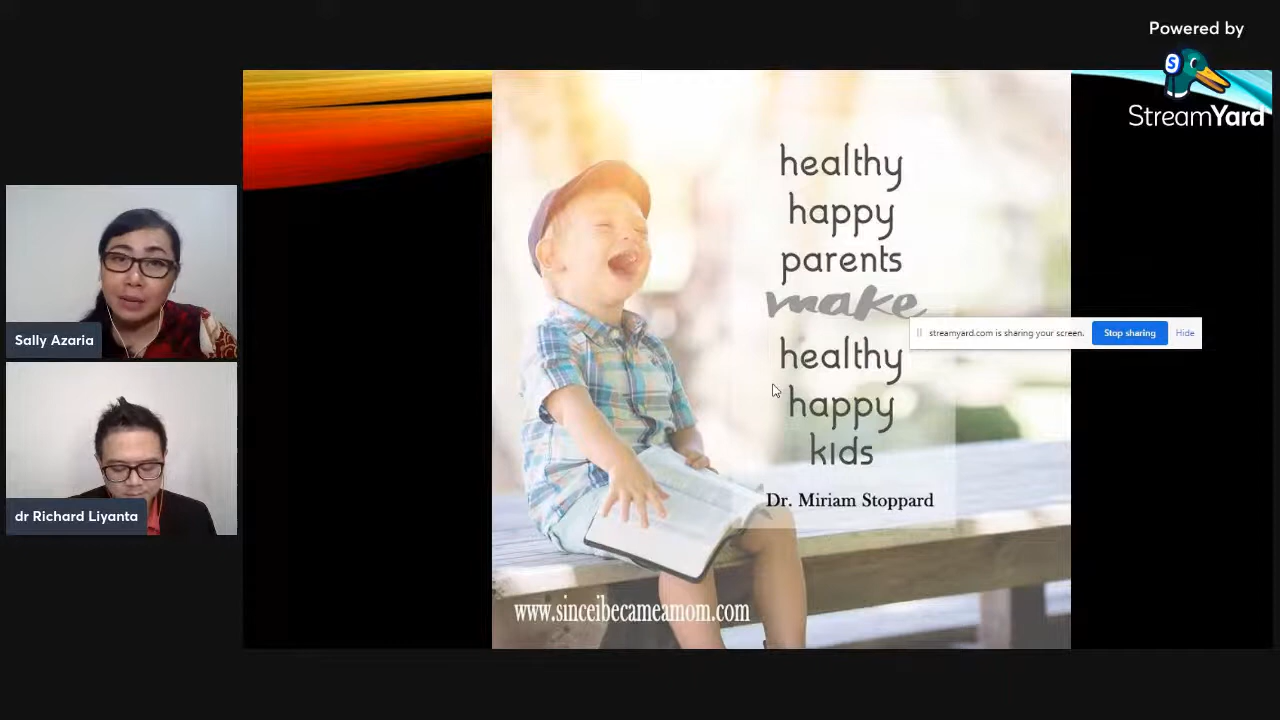 Powered by
S
StreamYard
healthy
happy
parents
make
healthy
happy
kids
Dr. Miriam Stoppard
www.sinceibecameamom.com
streamyard.com is sharing your screen.
Stop sharing
Hide
Sally Azaria
dr Richard Liyanta